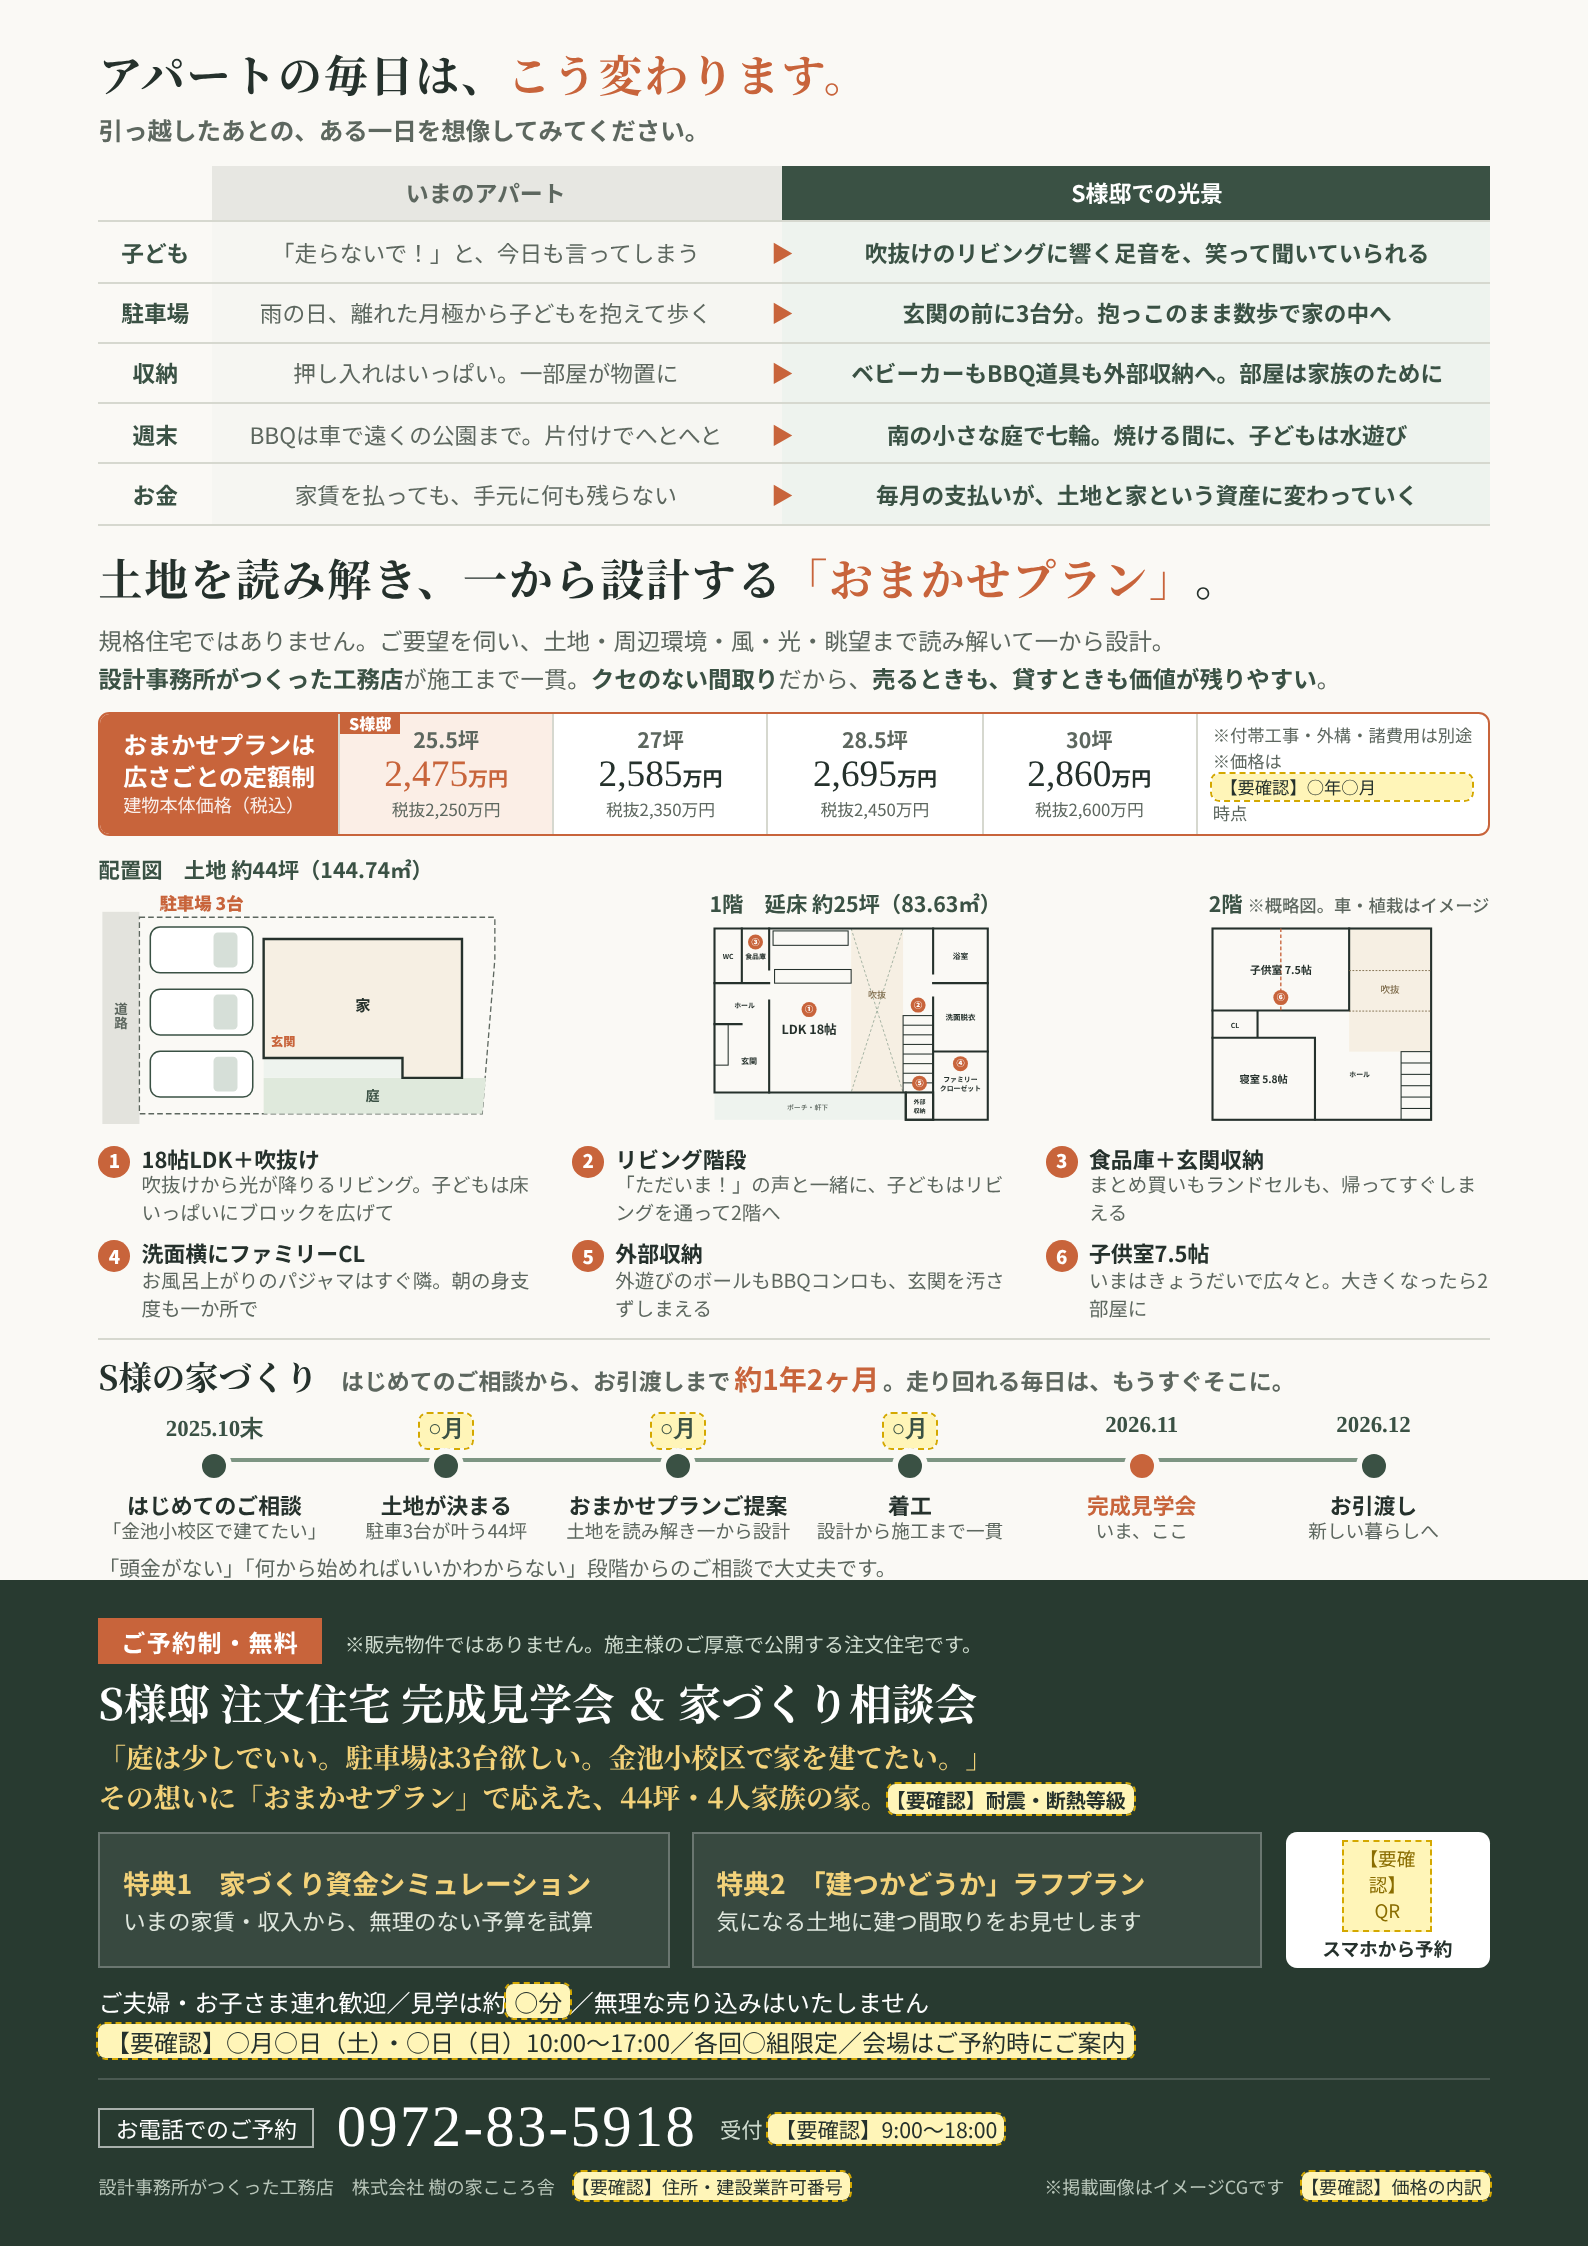 アパートの毎日は、こう変わります。
引っ越したあとの、ある一日を想像してみてください。
いまのアパート
S様邸での光景
子ども
「走らないで！」と、今日も言ってしまう
▶
吹抜けのリビングに響く足音を、笑って聞いていられる
駐車場
雨の日、離れた月極から子どもを抱えて歩く
▶
玄関の前に3台分。抱っこのまま数歩で家の中へ
収納
押し入れはいっぱい。一部屋が物置に
▶
ベビーカーもBBQ道具も外部収納へ。部屋は家族のために
週末
BBQは車で遠くの公園まで。片付けでへとへと
▶
南の小さな庭で七輪。焼ける間に、子どもは水遊び
お金
家賃を払っても、手元に何も残らない
▶
毎月の支払いが、土地と家という資産に変わっていく
土地を読み解き、一から設計する「おまかせプラン」。
規格住宅ではありません。ご要望を伺い、土地・周辺環境・風・光・眺望まで読み解いて一から設計。
設計事務所がつくった工務店が施工まで一貫。クセのない間取りだから、売るときも、貸すときも価値が残りやすい。
おまかせプランは
広さごとの定額制
建物本体価格（税込）
S様邸
25.5坪
2,475万円
税抜2,250万円
27坪
2,585万円
税抜2,350万円
28.5坪
2,695万円
税抜2,450万円
30坪
2,860万円
税抜2,600万円
※付帯工事・外構・諸費用は別途
※価格は
【要確認】○年○月
時点
配置図　土地 約44坪（144.74㎡）
駐車場 3台
道路
家
玄関
庭
1階　延床 約25坪（83.63㎡）
WC
③
食品庫
浴室
ホール
①
LDK 18帖
吹抜
②
洗面脱衣
玄関
④
ファミリー
クローゼット
⑤
ポーチ・軒下
外部
収納
2階 ※概略図。車・植栽はイメージ
子供室 7.5帖
⑥
吹抜
CL
寝室 5.8帖
ホール
1 18帖LDK＋吹抜け
吹抜けから光が降りるリビング。子どもは床
いっぱいにブロックを広げて
2 リビング階段
「ただいま！」の声と一緒に、子どもはリビ
ングを通って2階へ
3 食品庫＋玄関収納
まとめ買いもランドセルも、帰ってすぐしま
える
4 洗面横にファミリーCL
お風呂上がりのパジャマはすぐ隣。朝の身支
度も一か所で
5 外部収納
外遊びのボールもBBQコンロも、玄関を汚さ
ずしまえる
6 子供室7.5帖
いまはきょうだいで広々と。大きくなったら2
部屋に
S様の家づくり　はじめてのご相談から、お引渡しまで約1年2ヶ月。走り回れる毎日は、もうすぐそこに。
2025.10末
はじめてのご相談
「金池小校区で建てたい」
○月
土地が決まる
駐車3台が叶う44坪
○月
おまかせプランご提案
土地を読み解き一から設計
○月
着工
設計から施工まで一貫
2026.11
完成見学会
いま、ここ
2026.12
お引渡し
新しい暮らしへ
「頭金がない」「何から始めればいいかわからない」段階からのご相談で大丈夫です。
ご予約制・無料
※販売物件ではありません。施主様のご厚意で公開する注文住宅です。
S様邸 注文住宅 完成見学会 & 家づくり相談会
「庭は少しでいい。駐車場は3台欲しい。金池小校区で家を建てたい。」
その想いに「おまかせプラン」で応えた、44坪・4人家族の家。【要確認】耐震・断熱等級
特典1　家づくり資金シミュレーション
いまの家賃・収入から、無理のない予算を試算
特典2　「建つかどうか」ラフプラン
気になる土地に建つ間取りをお見せします
【要確
認】
QR
スマホから予約
ご夫婦・お子さま連れ歓迎／見学は約○分／無理な売り込みはいたしません
【要確認】○月○日（土）・○日（日）10:00〜17:00／各回○組限定／会場はご予約時にご案内
お電話でのご予約
0972-83-5918
受付【要確認】9:00〜18:00
設計事務所がつくった工務店　株式会社 樹の家こころ舎　【要確認】住所・建設業許可番号
※掲載画像はイメージCGです　【要確認】価格の内訳